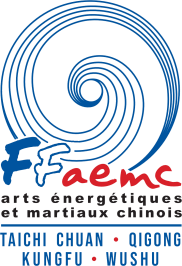 FFaemc
arts énergétiques
et martiaux chinois
TAICHI CHUAN • QIGONG
KUNGFU • WUSHU